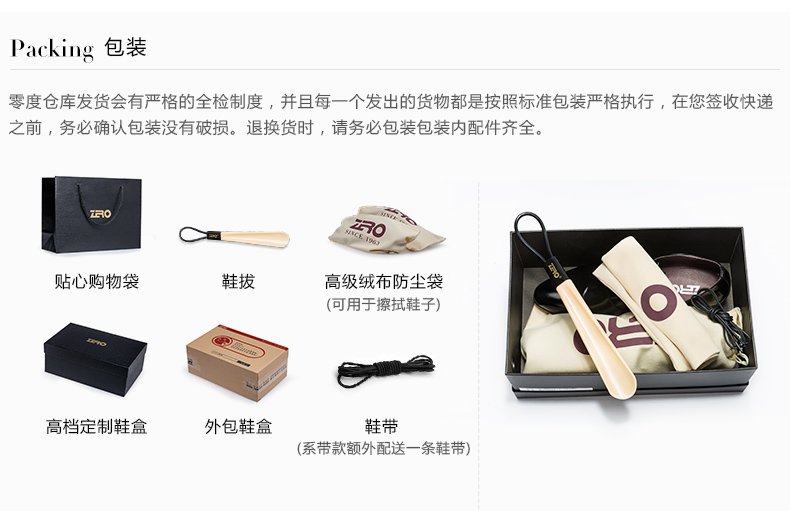 Packing 包装
零度仓库发货会有严格的全检制度，并且每一个发出的货物都是按照标准包装严格执行，在您签收快递
之前，务必确认包装没有破损。退换货时，请务必包装包装内配件齐全。
ZERO
ZERO
SINCE 1963
ZERO
贴心购物袋
鞋拔
高级绒布防尘袋
(可用于擦拭鞋子)
ZERO
高档定制鞋盒
外包鞋盒
鞋带
(系带款额外配送一条鞋带)
ZERO